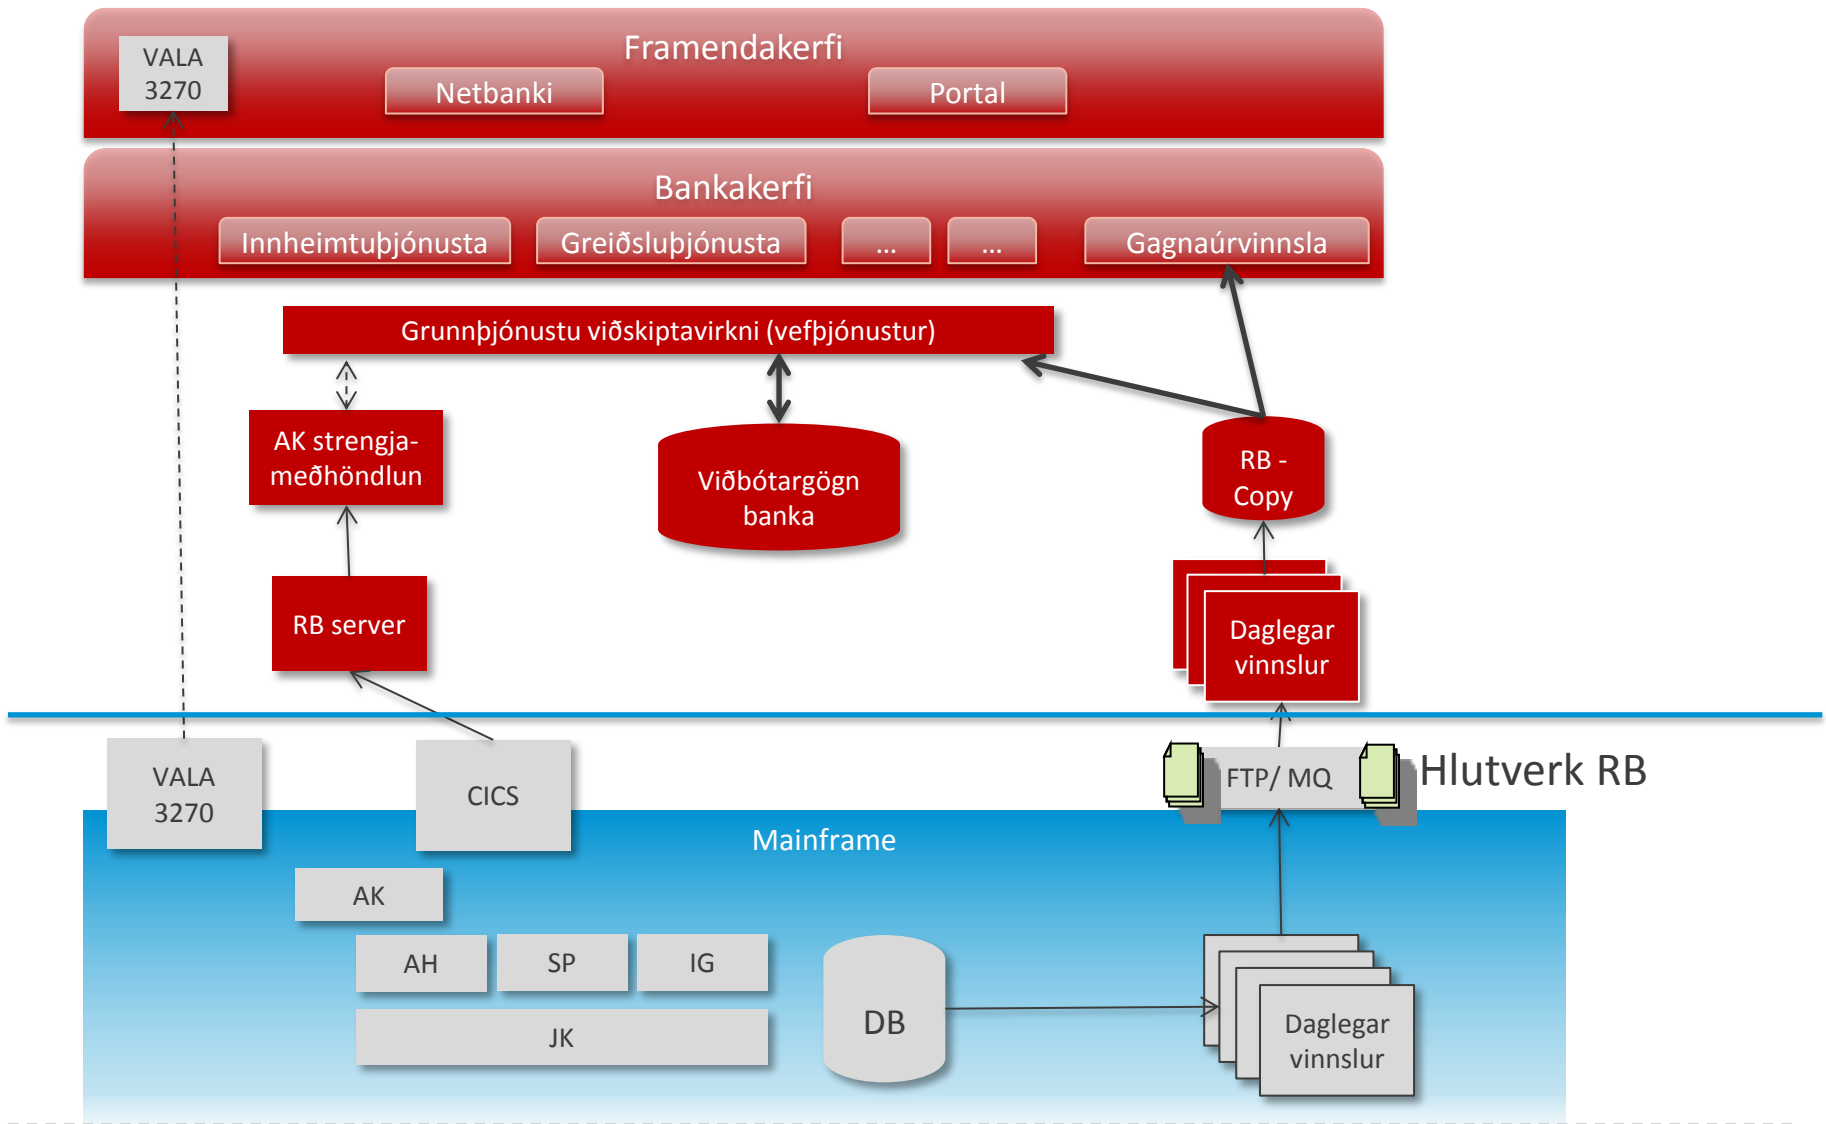 Framendakerfi
VALA
3270
Netbanki
Portal
Bankakerfi
Innheimtuþjónusta
Greiðsluþjónusta
...
...
Gagnaúrvinnsla
Grunnþjónustu viðskiptavirkni (vefþjónustur)
AK strengja-
meðhöndlun
Viðbótargögn
banka
RB -
Copy
RB server
Daglegar
vinnslur
VALA
3270
CICS
FTP/ MQ
Hlutverk RB
Mainframe
AK
AH
SP
IG
JK
DB
Daglegar
vinnslur